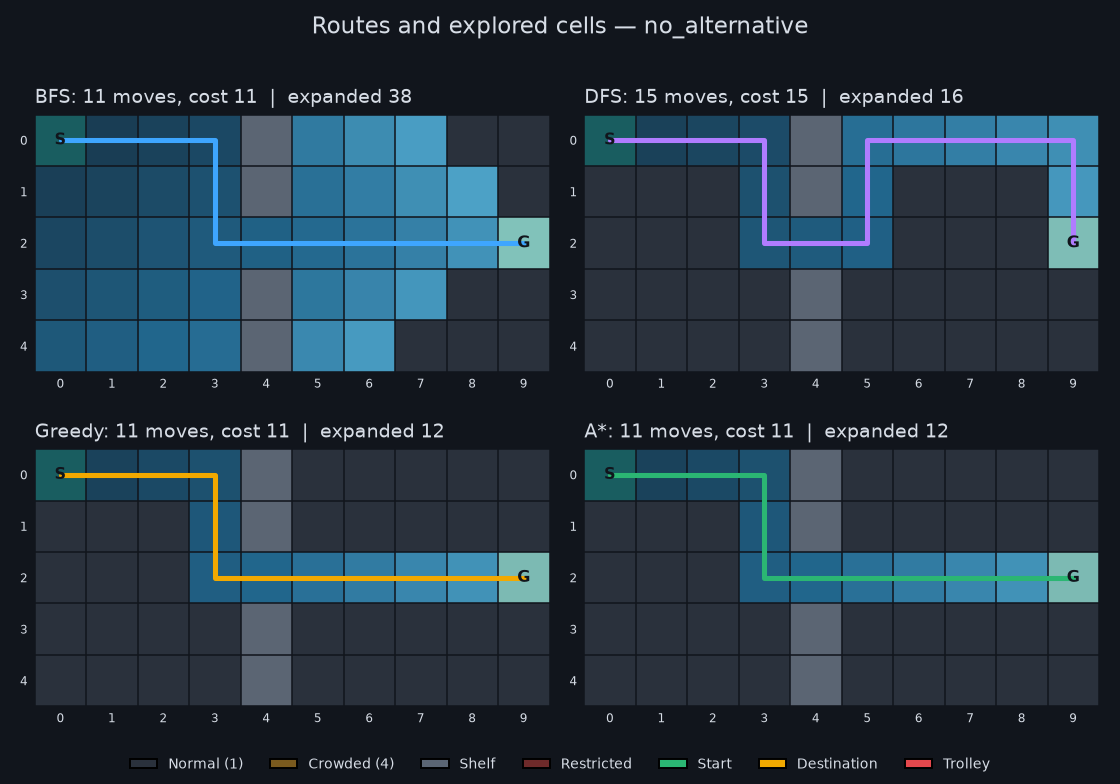 Routes and explored cells — no_alternative
BFS: 11 moves, cost 11 | expanded 38
S
G
0
1
2
3
4
0 1 2 3 4 5 6 7 8 9
DFS: 15 moves, cost 15 | expanded 16
S
G
0
1
2
3
4
0 1 2 3 4 5 6 7 8 9
Greedy: 11 moves, cost 11 | expanded 12
S
G
0
1
2
3
4
0 1 2 3 4 5 6 7 8 9
A*: 11 moves, cost 11 | expanded 12
S
G
0
1
2
3
4
0 1 2 3 4 5 6 7 8 9
Normal (1) Crowded (4) Shelf Restricted Start Destination Trolley